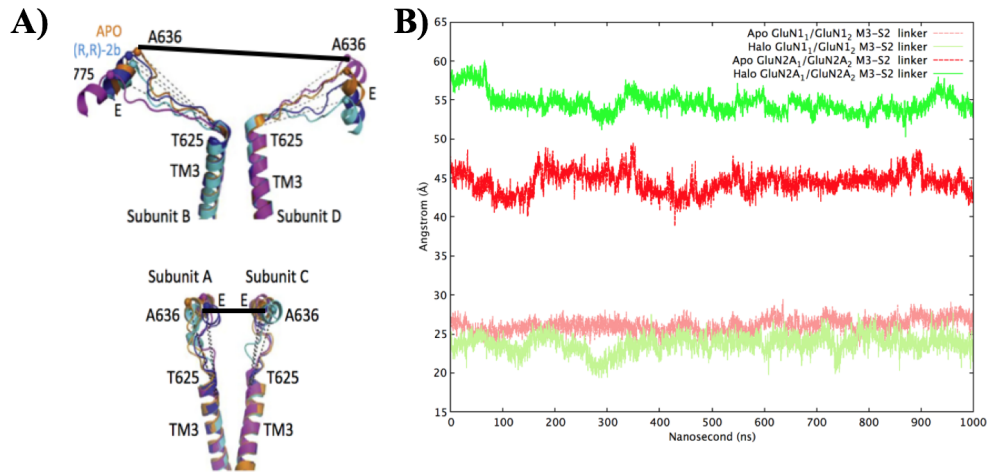 A)
APO
(R,R)-2b
A636
A636
775
E
E
T625
T625
TM3
TM3
Subunit B
Subunit D
Subunit A
Subunit C
E
E
A636
A636
T625
T625
TM3
TM3
B)
Apo GluN1₁/GluN1₂ M3-S2 linker
Halo GluN1₁/GluN1₂ M3-S2 linker
Apo GluN2A₁/GluN2A₂ M3-S2 linker
Halo GluN2A₁/GluN2A₂ M3-S2 linker
60
55
50
45
40
35
30
25
20
15
Angstrom (Å)
0 100 200 300 400 500 600 700 800 900 1000
Nanosecond (ns)